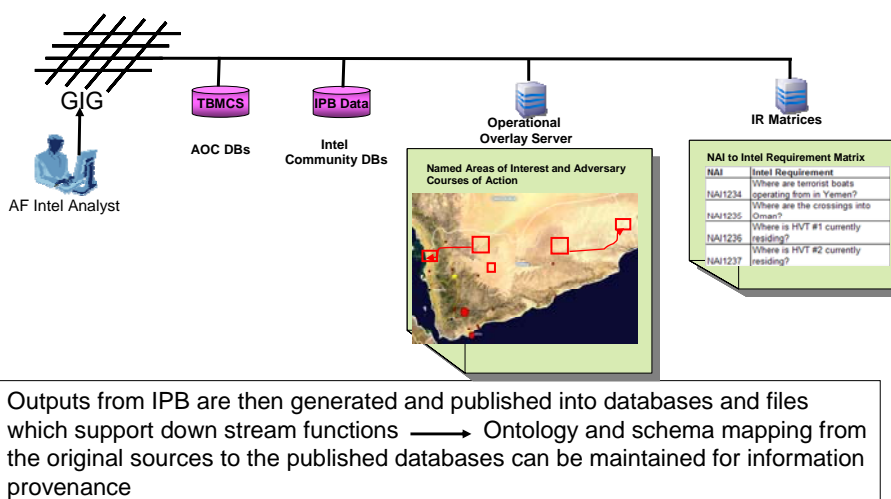 GIG
AF Intel Analyst
TBMCS
AOC DBs
IPB Data
Intel
Community DBs
Operational
Overlay Server
Named Areas of Interest and Adversary
Courses of Action
IR Matrices
NAI to Intel Requirement Matrix
NAI Intel Requirement
NAI1234 Where are terrorist boats
operating from in Yemen?
NAI1235 Where are the crossings into
Oman?
NAI1236 Where is HVT #1 currently
residing?
NAI1237 Where is HVT #2 currently
residing?
Outputs from IPB are then generated and published into databases and files
which support down stream functions → Ontology and schema mapping from
the original sources to the published databases can be maintained for information
provenance